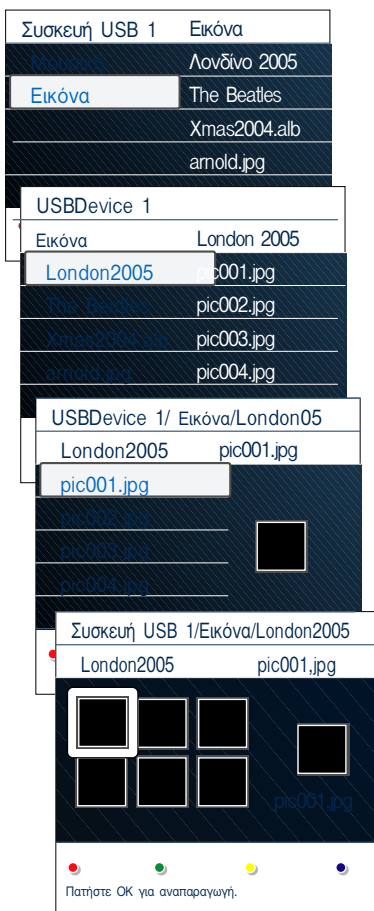 Συσκευή USB 1 Εικόνα
Μουσική Λονδίνο 2005
Εικόνα The Beatles
Xmas2004.alb
arnold.jpg
USBDevice 1
Εικόνα London 2005
London2005 pic001.jpg
The Beatles pic002.jpg
Xmas2004.alb pic003.jpg
arnold.jpg pic004.jpg
USBDevice 1/ Εικόνα/London05
London2005 pic001.jpg
pic001.jpg
pic002.jpg
pic003.jpg
pic004.jpg
Συσκευή USB 1/Εικόνα/London2005
London2005 pic001,jpg
pic001.jpg
Πατήστε OK για αναπαραγωγή.